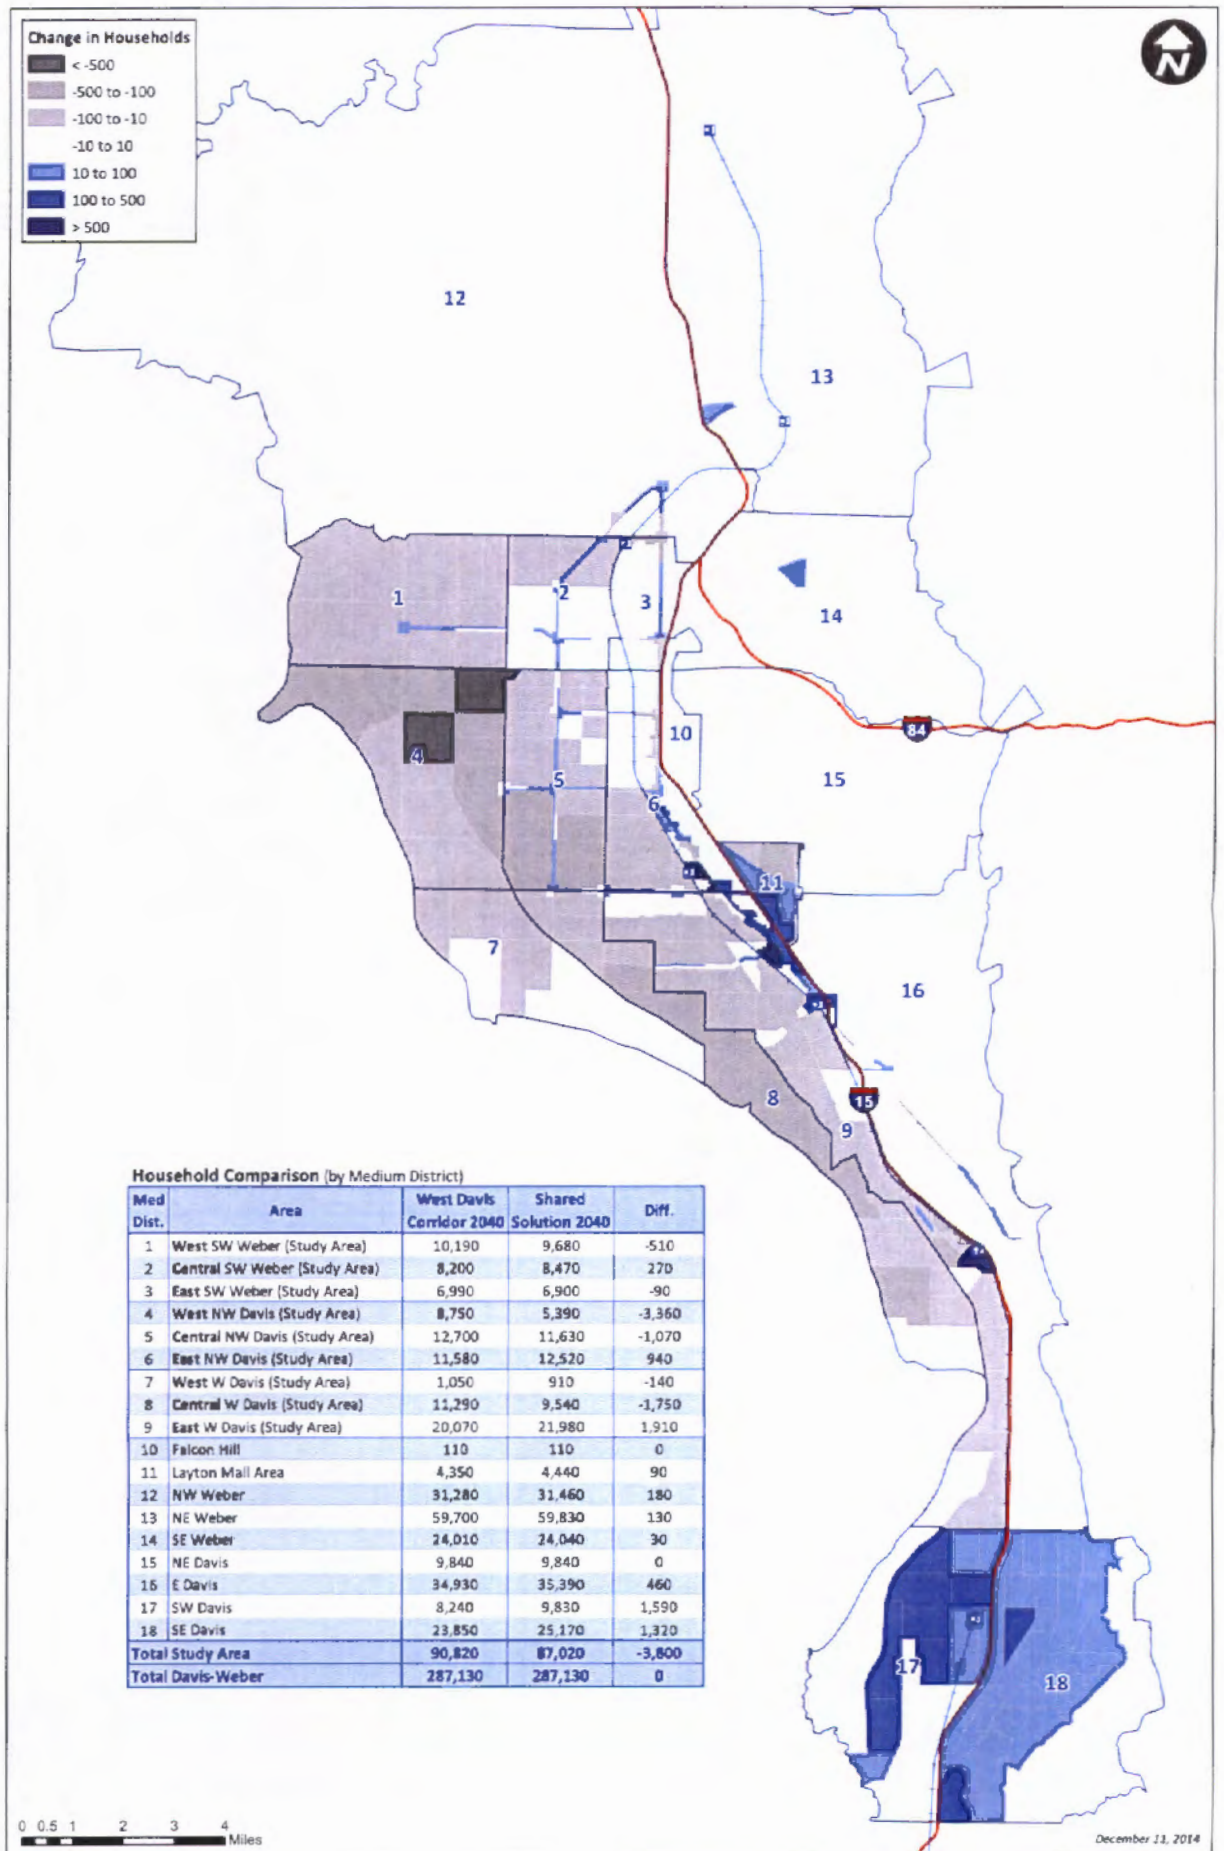 Change in Households
< -500
-500 to -100
-100 to -10
-10 to 10
10 to 100
100 to 500
> 500
N
12
13
1
2
3
14
10
84
4
5
15
6
11
7
16
8
15
9
17
18
Household Comparison (by Medium District)
Med Dist. Area West Davis Corridor 2040 Shared Solution 2040 Diff.
1 West SW Weber (Study Area) 10,190 9,680 -510
2 Central SW Weber (Study Area) 8,200 8,470 270
3 East SW Weber (Study Area) 6,990 6,900 -90
4 West NW Davis (Study Area) 8,750 5,390 -3,360
5 Central NW Davis (Study Area) 12,700 11,630 -1,070
6 East NW Davis (Study Area) 11,580 12,520 940
7 West W Davis (Study Area) 1,050 910 -140
8 Central W Davis (Study Area) 11,290 9,540 -1,750
9 East W Davis (Study Area) 20,070 21,980 1,910
10 Falcon Hill 110 110 0
11 Layton Mall Area 4,350 4,440 90
12 NW Weber 31,280 31,460 180
13 NE Weber 59,700 59,830 130
14 SE Weber 24,010 24,040 30
15 NE Davis 9,840 9,840 0
16 E Davis 34,930 35,390 460
17 SW Davis 8,240 9,830 1,590
18 SE Davis 23,850 25,170 1,320
Total Study Area 90,820 87,020 -3,800
Total Davis-Weber 287,130 287,130 0
0 0.5 1 2 3 4
Miles
December 11, 2014